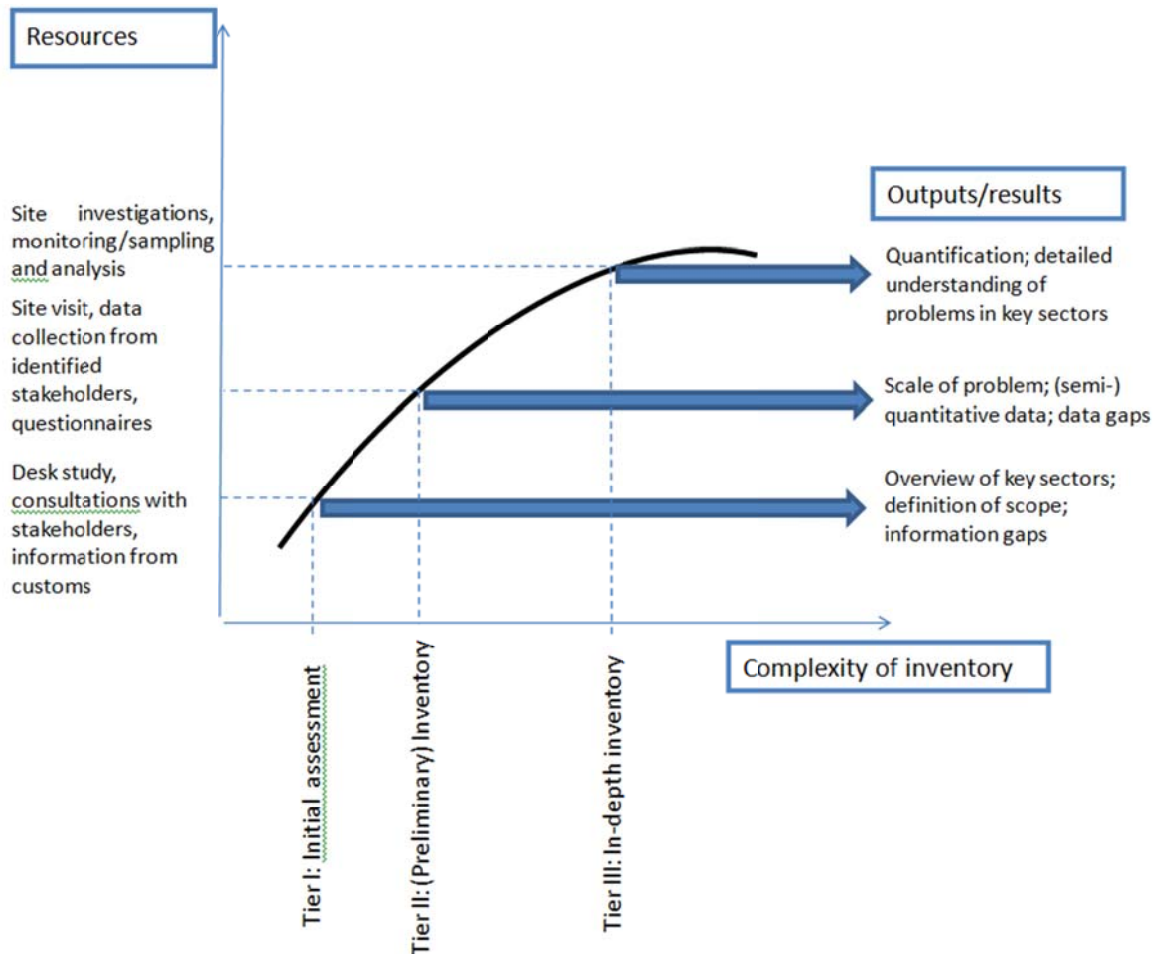 Resources
Site investigations,
monitoring/sampling
and analysis
Site visit, data
collection from
identified
stakeholders,
questionnaires
Desk study,
consultations with
stakeholders,
information from
customs
Outputs/results
Quantification; detailed
understanding of
problems in key sectors
Scale of problem; (semi-)
quantitative data; data gaps
Overview of key sectors;
definition of scope;
information gaps
Complexity of inventory
Tier I: Initial assessment
Tier II: (Preliminary) Inventory
Tier III: In-depth inventory